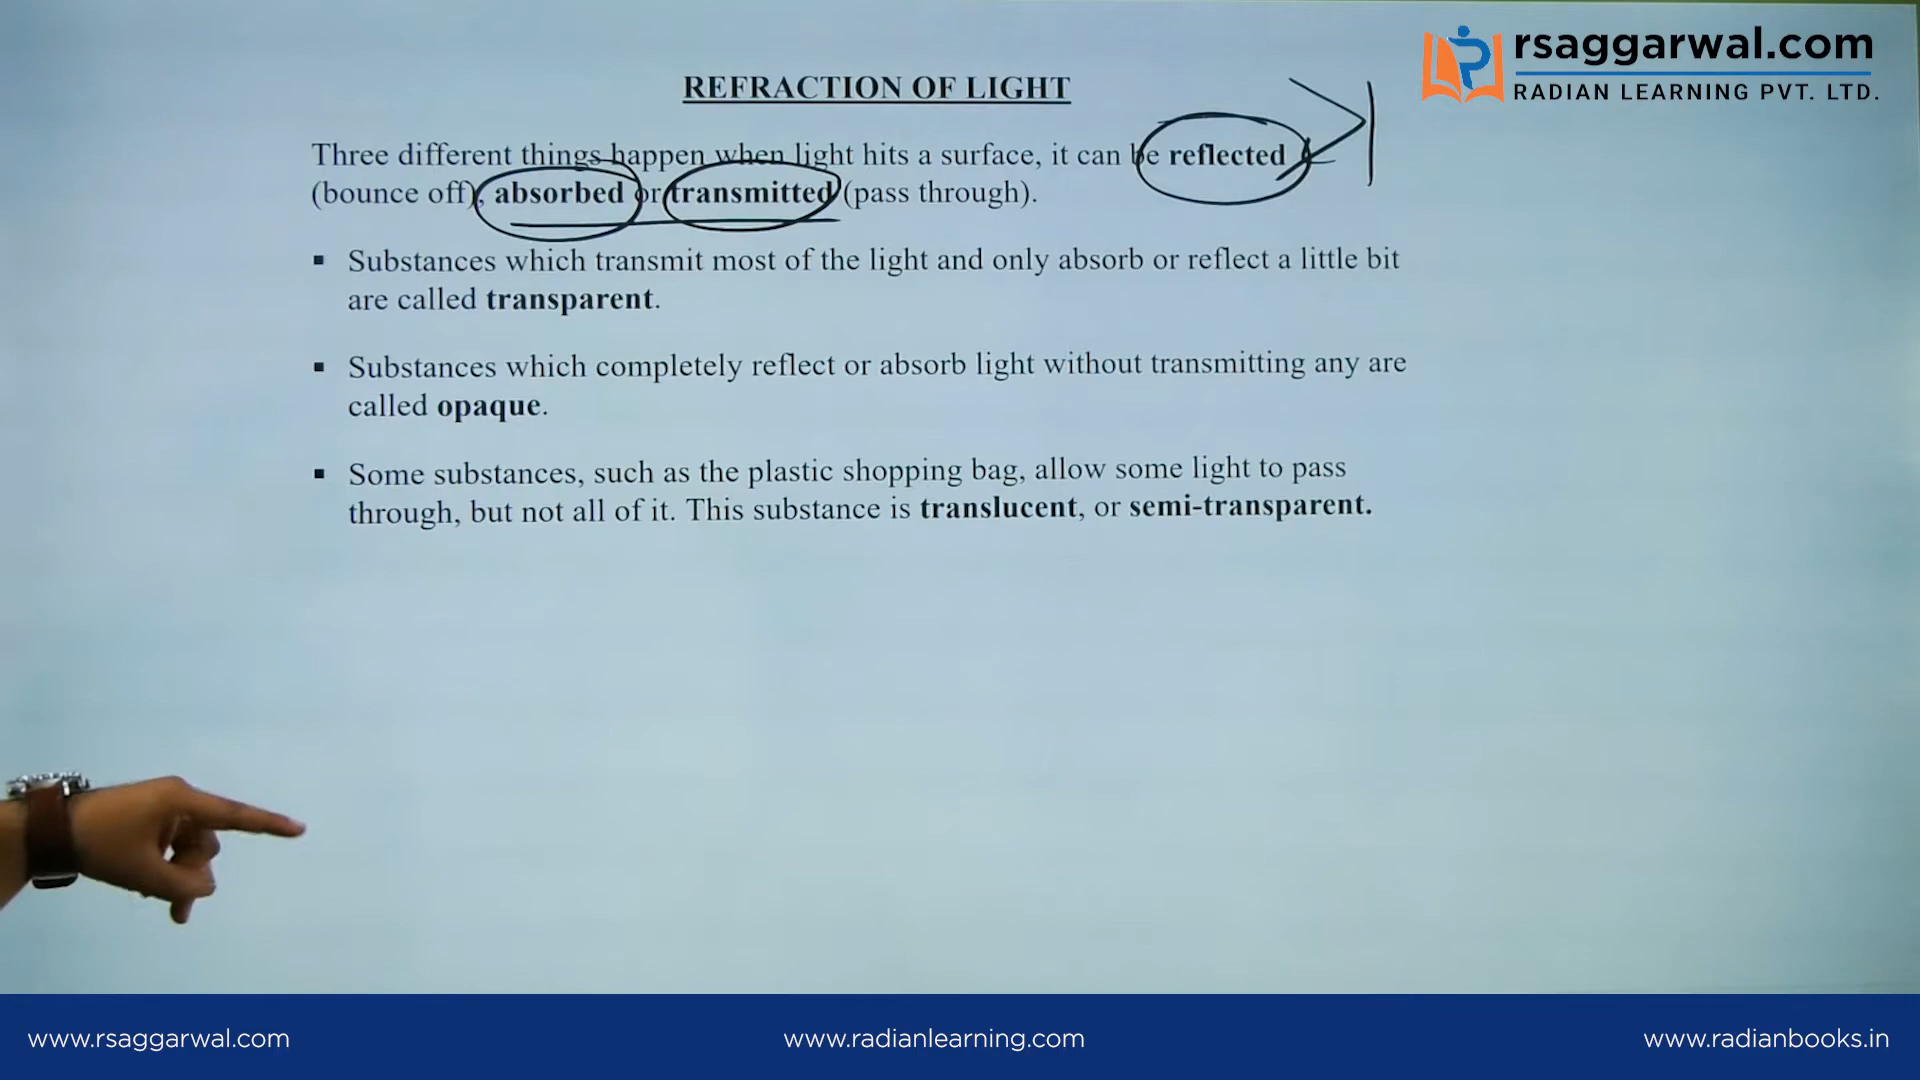 rsaggarwal.com
RADIAN LEARNING PVT. LTD.
REFRACTION OF LIGHT
Three different things happen when light hits a surface, it can be reflected
(bounce off), absorbed or transmitted (pass through).
▪ Substances which transmit most of the light and only absorb or reflect a little bit
are called transparent.
▪ Substances which completely reflect or absorb light without transmitting any are
called opaque.
▪ Some substances, such as the plastic shopping bag, allow some light to pass
through, but not all of it. This substance is translucent, or semi-transparent.
www.rsaggarwal.com
www.radianlearning.com
www.radianbooks.in